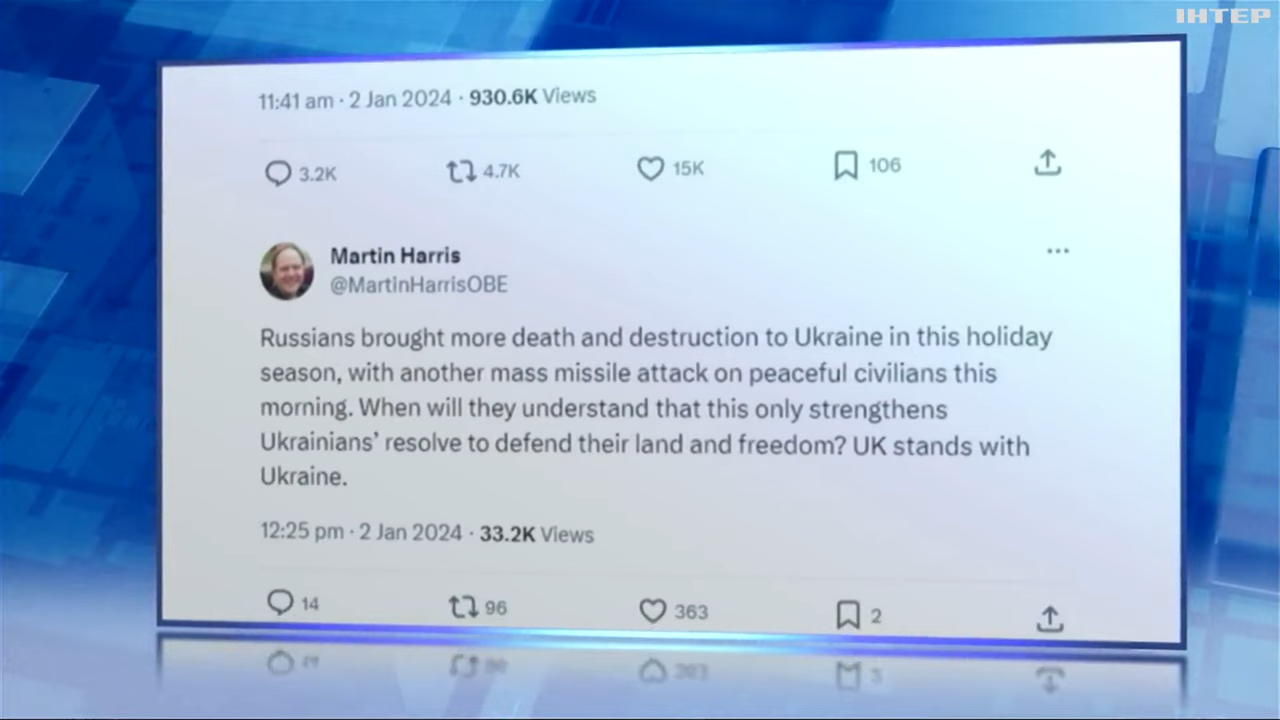 ІНТЕР
11:41 am · 2 Jan 2024 · 930.6K Views
3.2K 4.7K 15K 106
Martin Harris
@MartinHarrisOBE
Russians brought more death and destruction to Ukraine in this holiday
season, with another mass missile attack on peaceful civilians this
morning. When will they understand that this only strengthens
Ukrainians’ resolve to defend their land and freedom? UK stands with
Ukraine.
12:25 pm · 2 Jan 2024 · 33.2K Views
14 96 363 2